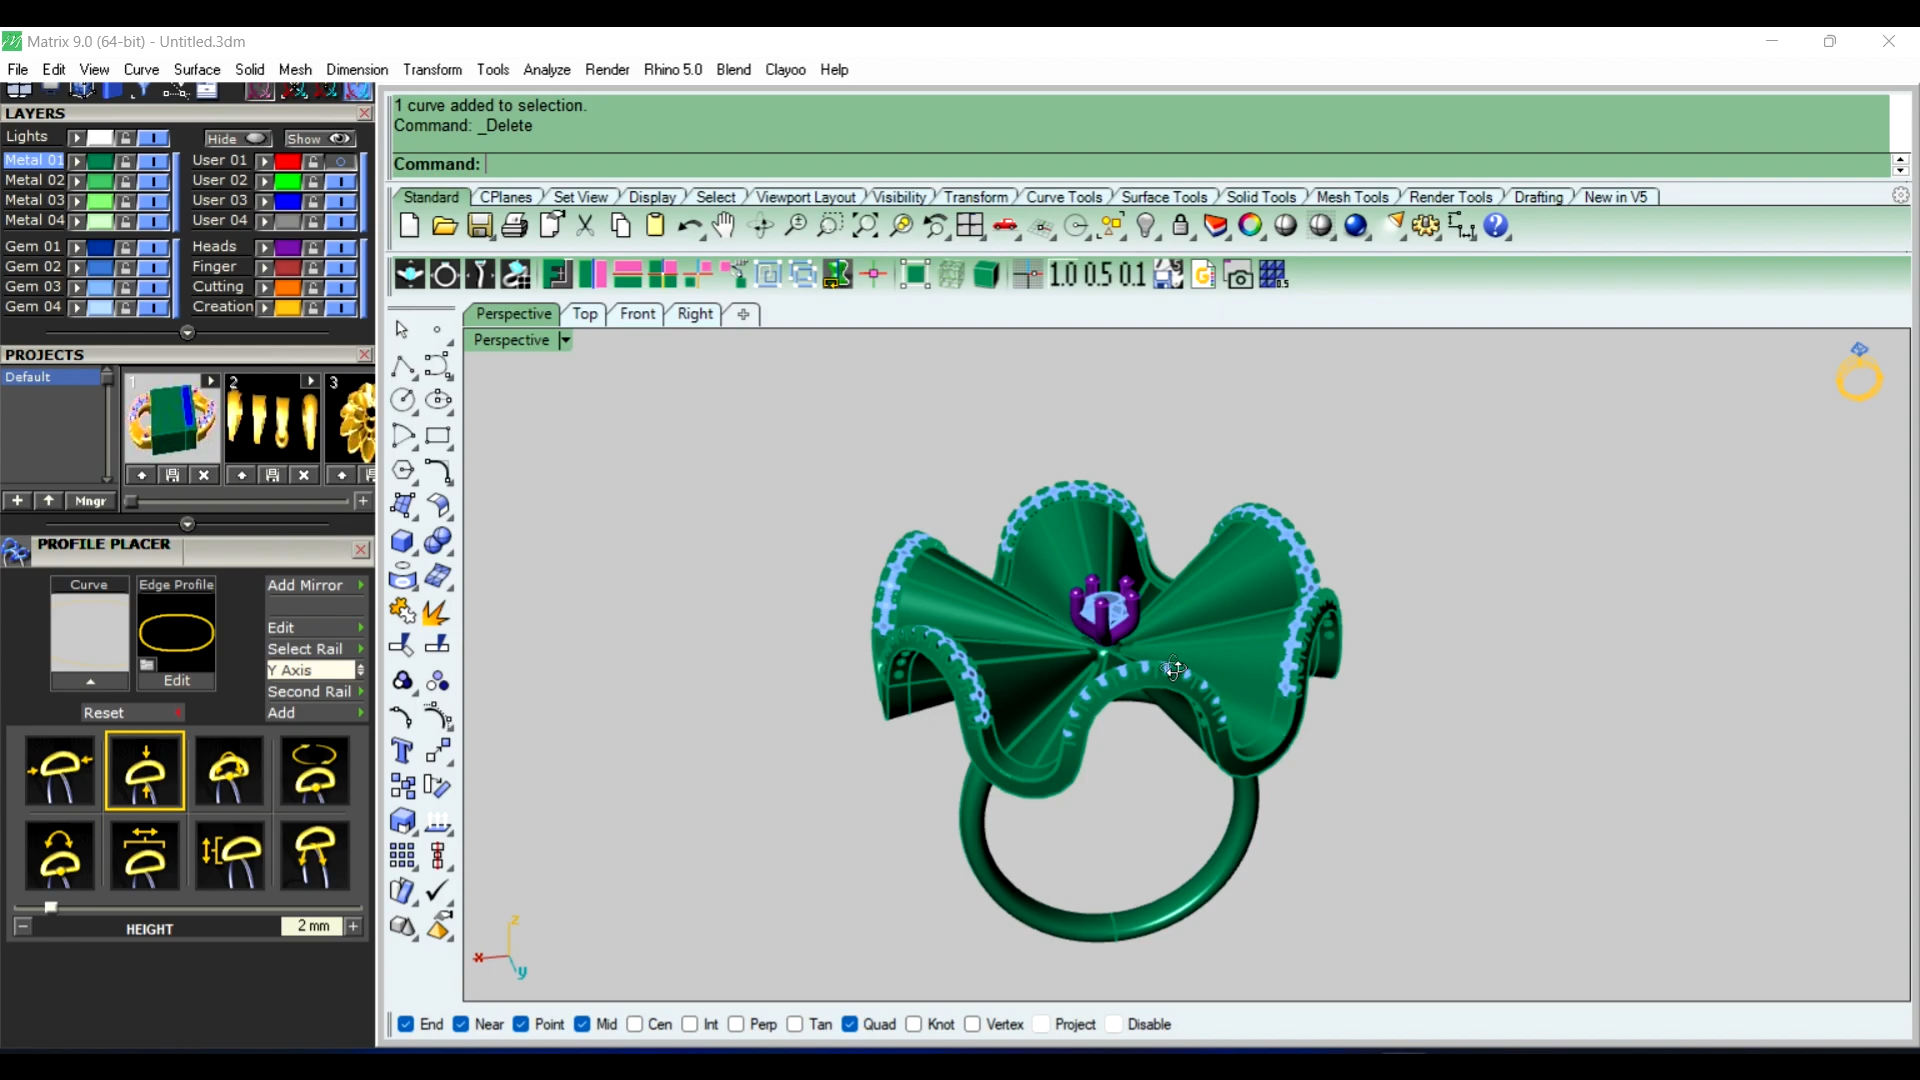 Matrix 9.0 (64-bit) - Untitled.3dm
File Edit View Curve Surface Solid Mesh Dimension Transform Tools Analyze Render Rhino 5.0 Blend Clayoo Help
LAYERS
Lights Hide Show
Metal 01 User 01
Metal 02 User 02
Metal 03 User 03
Metal 04 User 04
Gem 01 Heads
Gem 02 Finger
Gem 03 Cutting
Gem 04 Creation
PROJECTS
Default
1 2 3
+ Mngr +
PROFILE PLACER
Curve Edge Profile Add Mirror
Edit
Select Rail
Y Axis
Edit Second Rail
Reset Add
HEIGHT 2 mm
1 curve added to selection.
Command: _Delete
Command:
Standard CPlanes Set View Display Select Viewport Layout Visibility Transform Curve Tools Surface Tools Solid Tools Mesh Tools Render Tools Drafting New in V5
1.0 0.5 0.1 G 0.5
Perspective Top Front Right
Perspective
z
x
y
End Near Point Mid Cen Int Perp Tan Quad Knot Vertex Project Disable